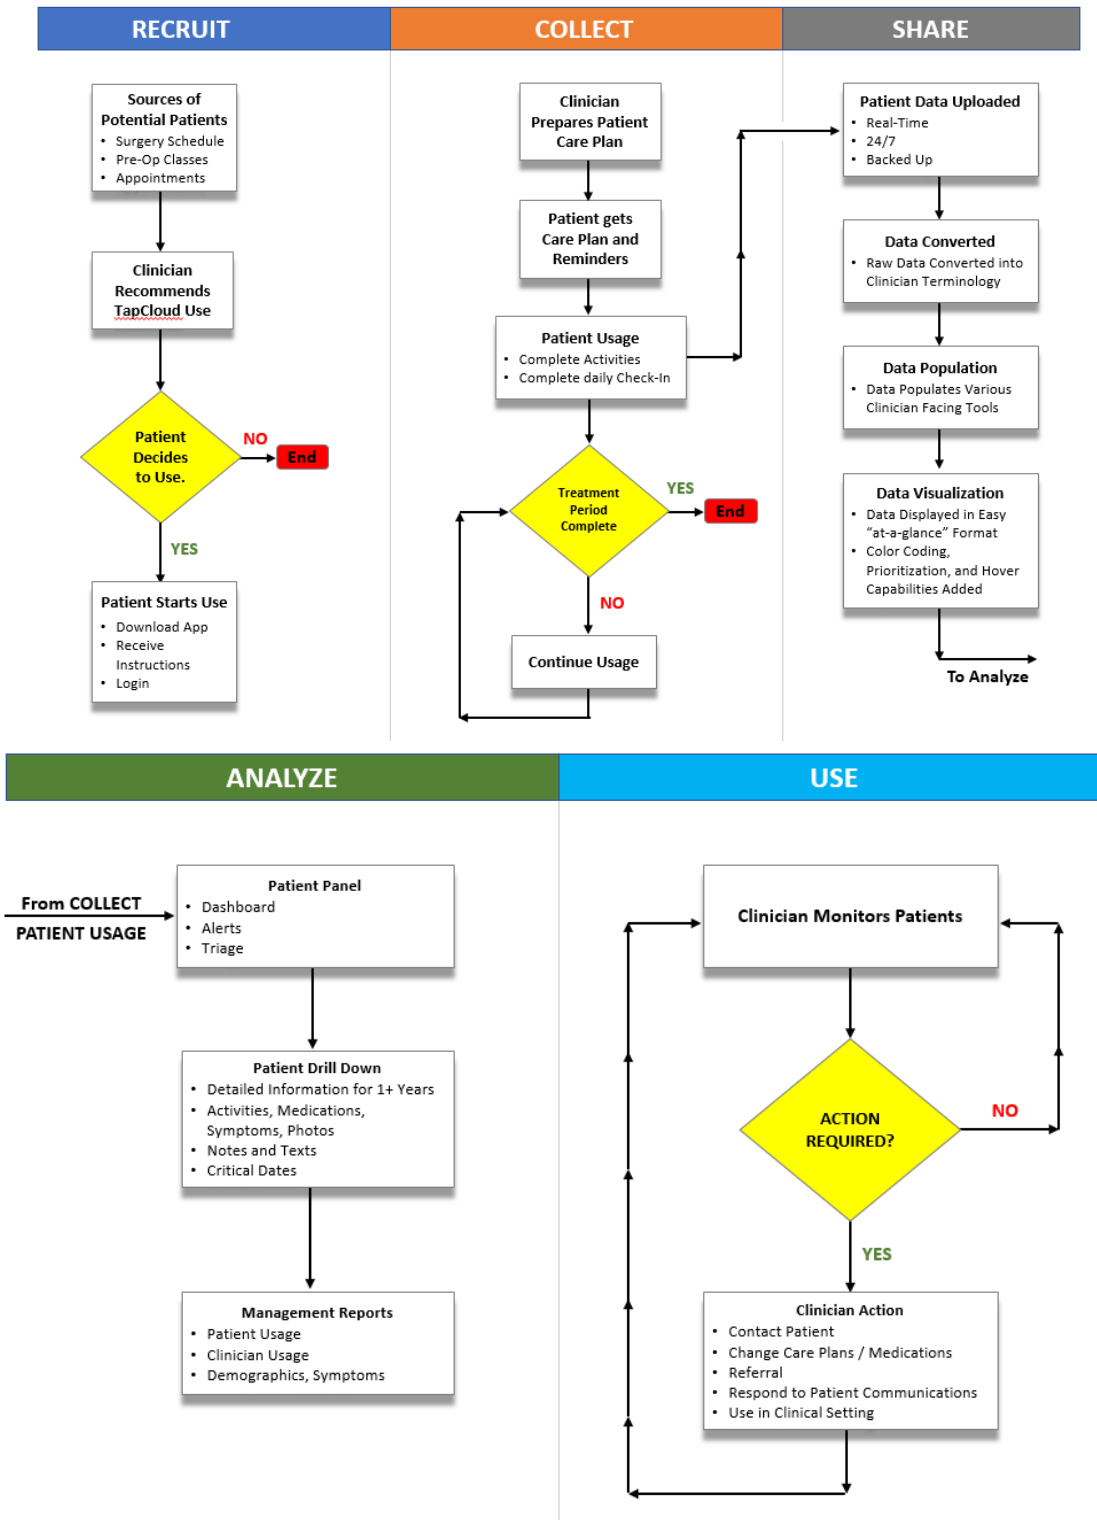 RECRUIT
COLLECT
SHARE
Sources of
Potential Patients
• Surgery Schedule
• Pre-Op Classes
• Appointments
Clinician
Recommends
TapCloud Use
Patient
Decides
to Use.
NO
End
YES
Patient Starts Use
• Download App
• Receive
Instructions
• Login
Clinician
Prepares Patient
Care Plan
Patient gets
Care Plan and
Reminders
Patient Usage
• Complete Activities
• Complete daily Check-In
Treatment
Period
Complete
YES
End
NO
Continue Usage
Patient Data Uploaded
• Real-Time
• 24/7
• Backed Up
Data Converted
• Raw Data Converted into
Clinician Terminology
Data Population
• Data Populates Various
Clinician Facing Tools
Data Visualization
• Data Displayed in Easy
“at-a-glance” Format
• Color Coding,
Prioritization, and Hover
Capabilities Added
To Analyze
ANALYZE
USE
From COLLECT
PATIENT USAGE
Patient Panel
• Dashboard
• Alerts
• Triage
Patient Drill Down
• Detailed Information for 1+ Years
• Activities, Medications,
Symptoms, Photos
• Notes and Texts
• Critical Dates
Management Reports
• Patient Usage
• Clinician Usage
• Demographics, Symptoms
Clinician Monitors Patients
ACTION
REQUIRED?
NO
YES
Clinician Action
• Contact Patient
• Change Care Plans / Medications
• Referral
• Respond to Patient Communications
• Use in Clinical Setting